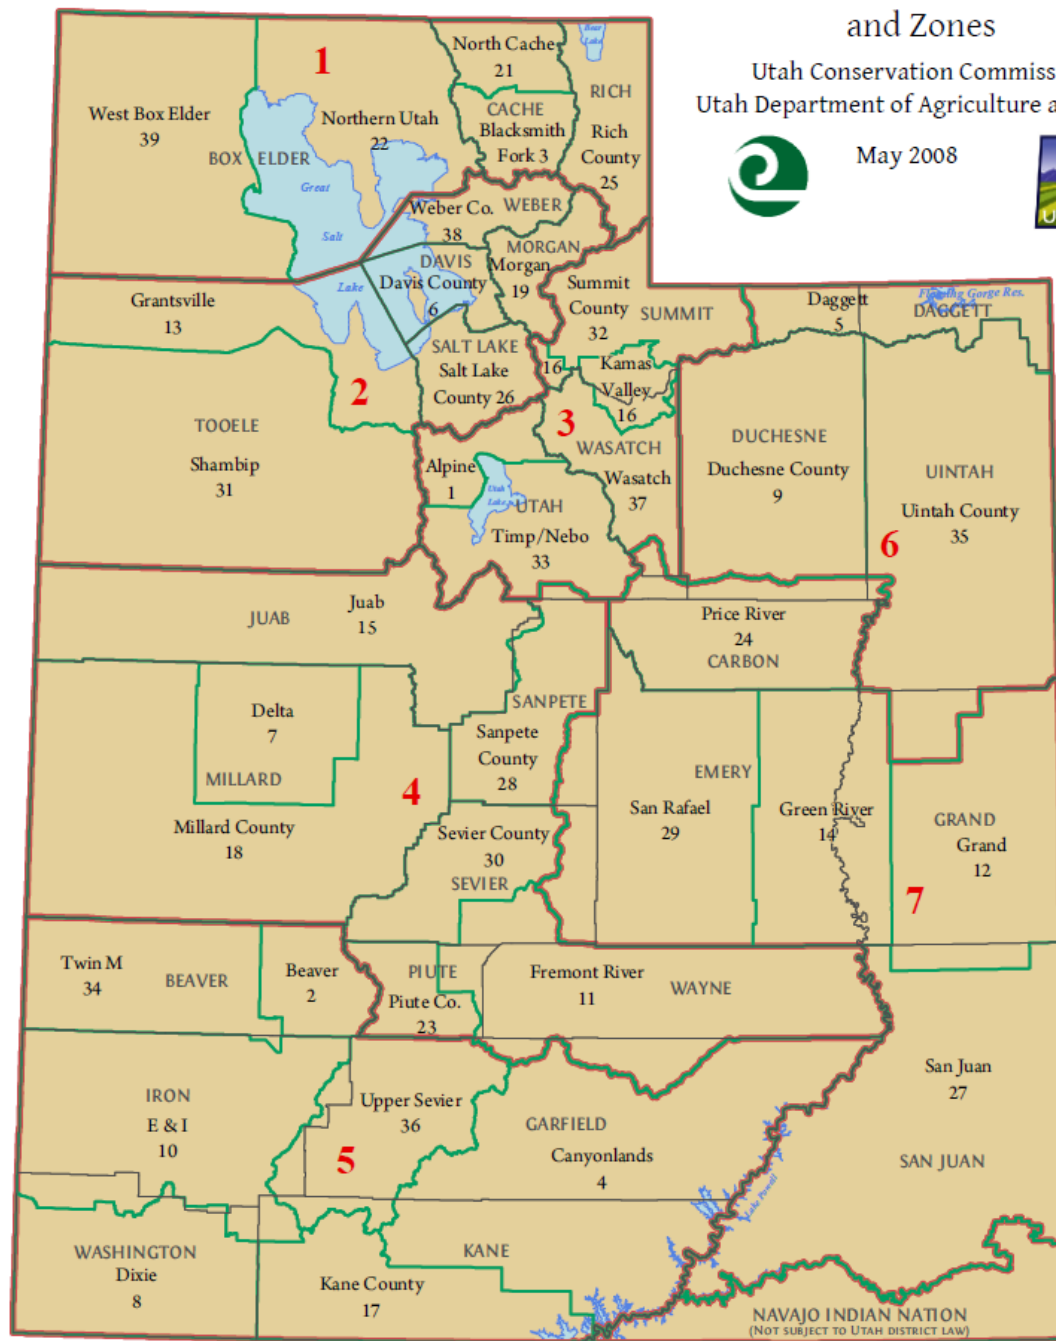 and Zones
Utah Conservation Commiss
Utah Department of Agriculture a
May 2008
U
1
North Cache
21
Bear
Lake
RICH
West Box Elder
39
Northern Utah
22
CACHE
Blacksmith
Fork 3
Rich
County
25
BOX ELDER
Great
Salt
Lake
Weber Co.
38
WEBER
MORGAN
Morgan
19
DAVIS
Davis County
6
Summit
County
32
SUMMIT
Grantsville
13
Daggett
5
Flaming Gorge Res.
DAGGETT
SALT LAKE
Salt Lake
County 26
16
Kamas
Valley
16
2
3
TOOELE
Shambip
31
WASATCH
Wasatch
37
DUCHESNE
Duchesne County
9
UINTAH
Uintah County
35
6
Alpine
1
Utah
Lake
UTAH
Timp/Nebo
33
JUAB
Juab
15
Price River
24
CARBON
SANPETE
Sanpete
County
28
Delta
7
MILLARD
Millard County
18
4
EMERY
San Rafael
29
Green River
14
GRAND
Grand
12
7
Sevier County
30
SEVIER
Twin M
34
BEAVER
Beaver
2
PIUTE
Piute Co.
23
Fremont River
11
WAYNE
San Juan
27
IRON
E & I
10
Upper Sevier
36
5
GARFIELD
Canyonlands
4
SAN JUAN
Lake Powell
WASHINGTON
Dixie
8
KANE
Kane County
17
NAVAJO INDIAN NATION
(NOT SUBJECT TO UTAH DISTRICT LAW)